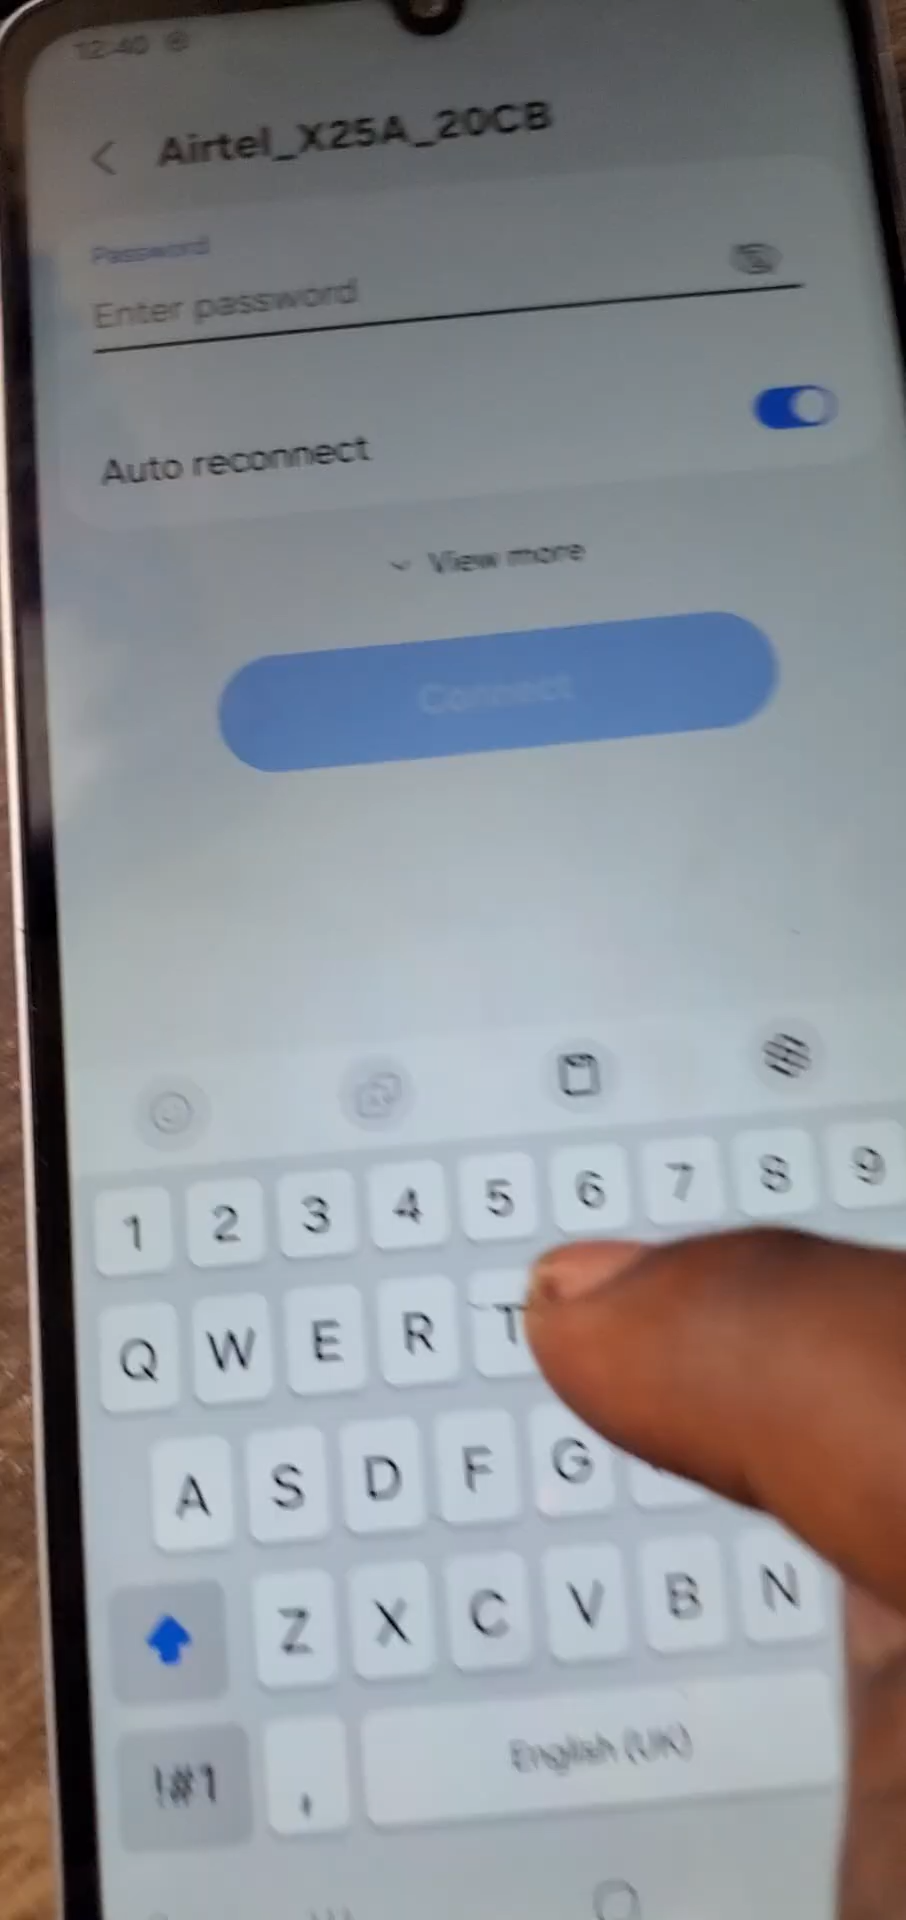 12:40
Airtel_X25A_20CB
Password
Enter password
Auto reconnect
View more
Connect
1 2 3 4 5 6 7 8 9
Q W E R T
A S D F G
Z X C V B N
!#1 , English (UK)